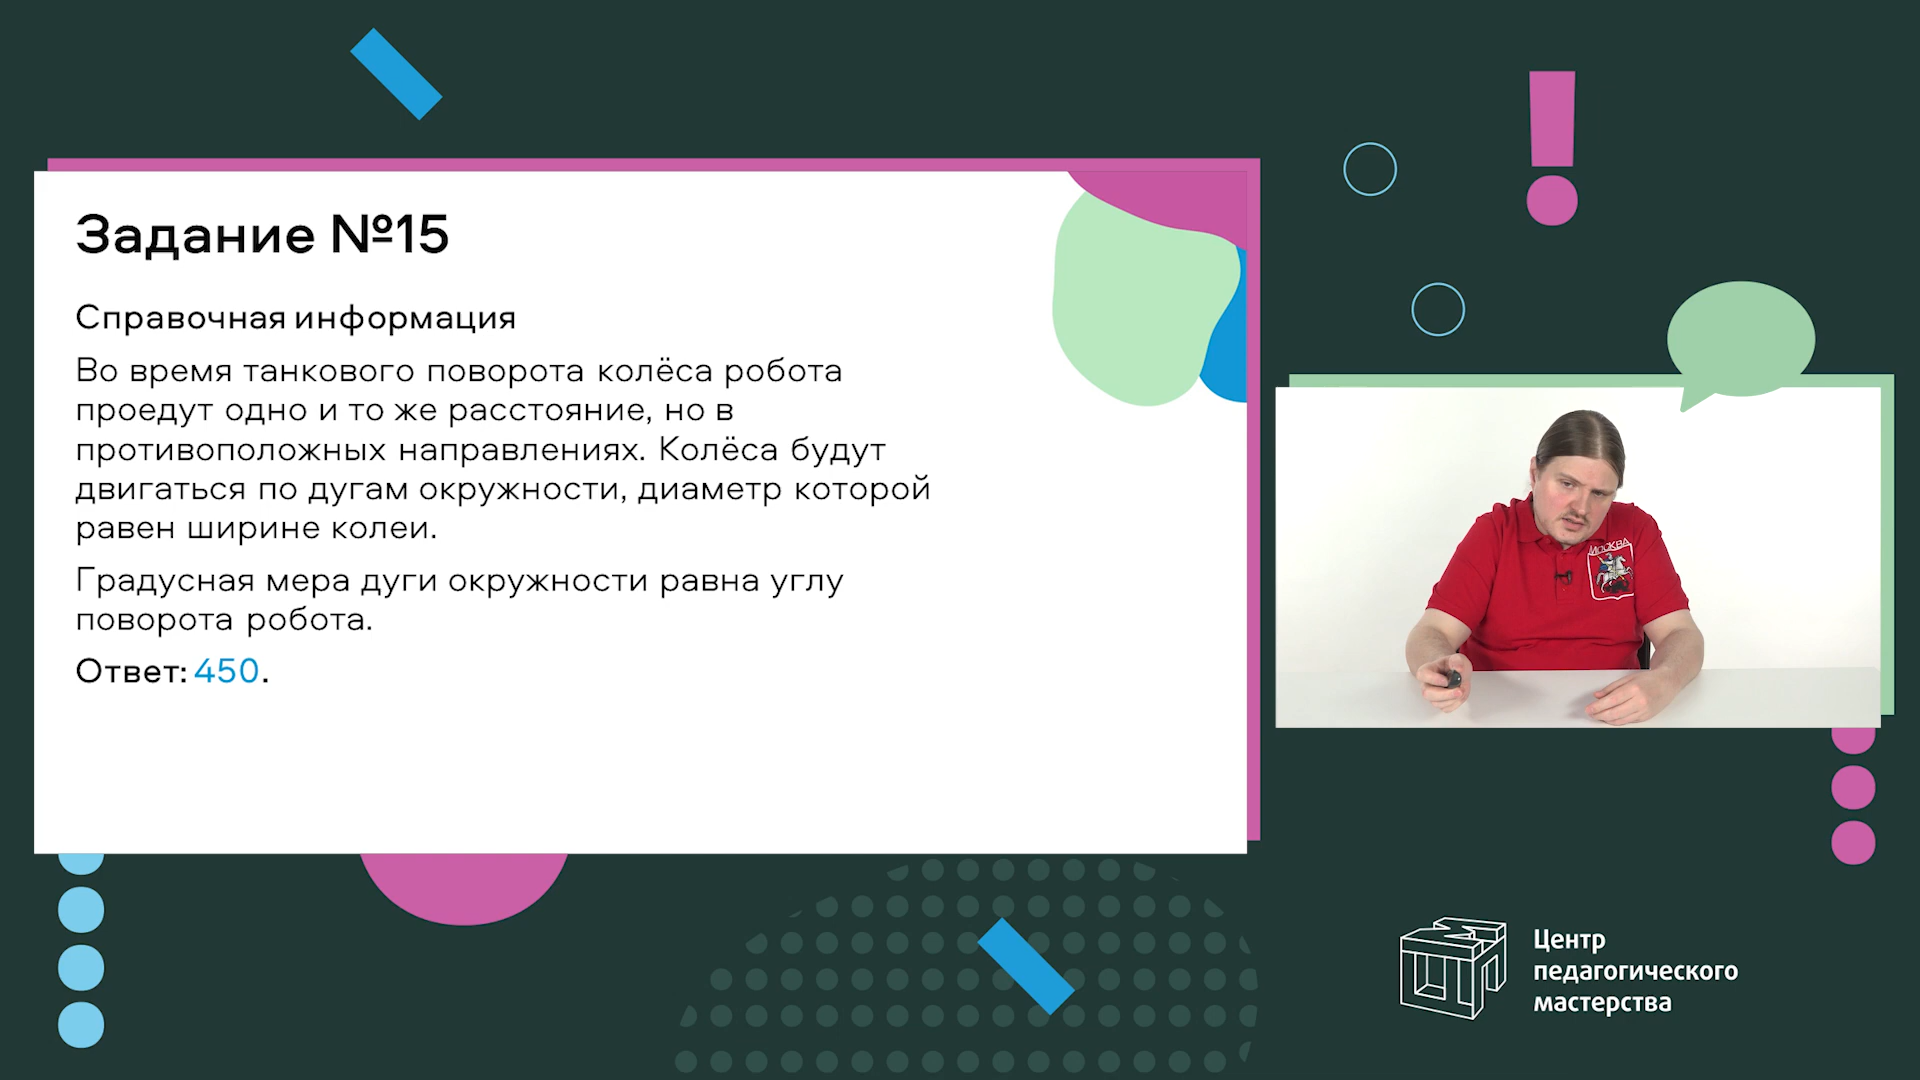 Задание №15
Справочная информация
Во время танкового поворота колёса робота
проедут одно и то же расстояние, но в
противоположных направлениях. Колёса будут
двигаться по дугам окружности, диаметр которой
равен ширине колеи.
Градусная мера дуги окружности равна углу
поворота робота.
Ответ: 450.
МОСКВА
Центр
педагогического
мастерства